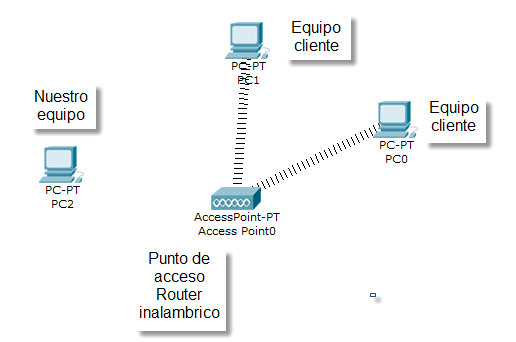 Equipo
cliente
PC-PT
PC1
Nuestro
equipo
PC-PT
PC2
Equipo
cliente
PC-PT
PC0
AccessPoint-PT
Access Point0
Punto de
acceso
Router
inalambrico